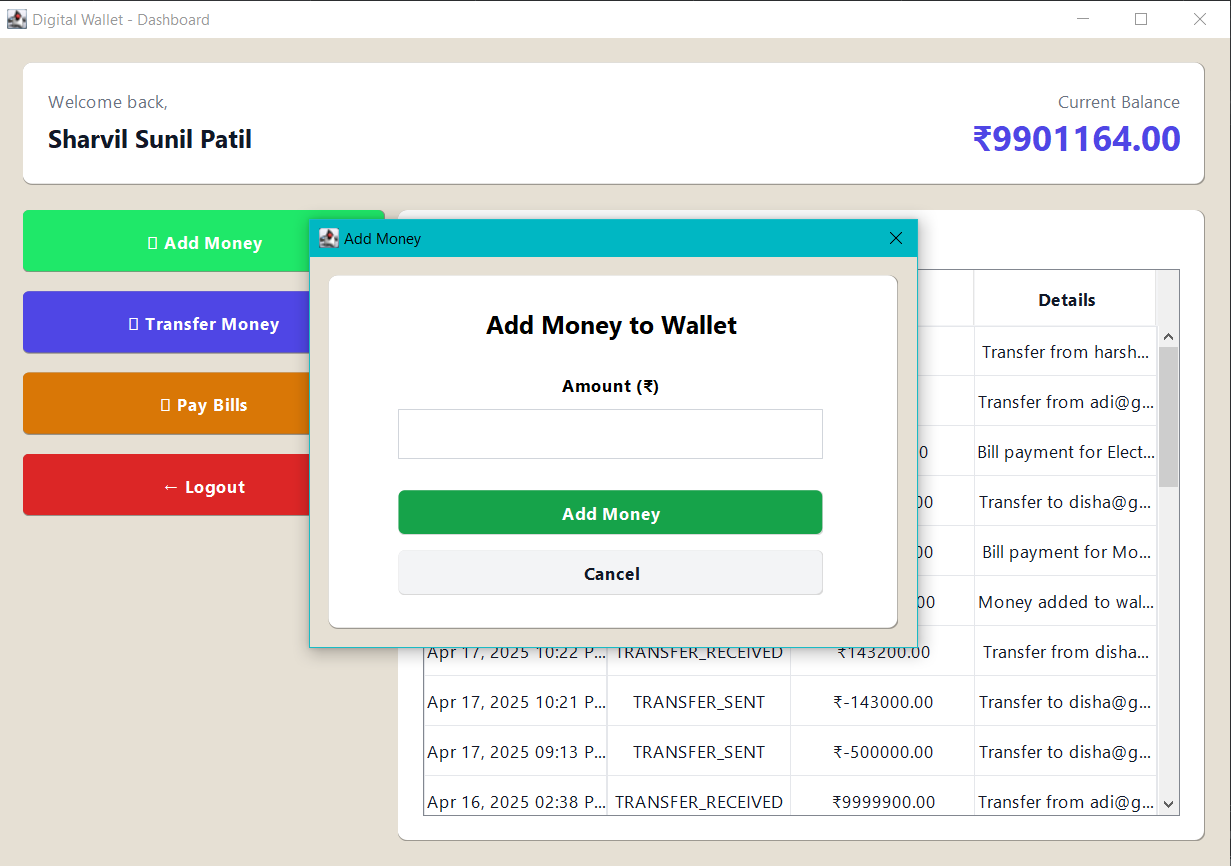 Digital Wallet - Dashboard
Welcome back,
Sharvil Sunil Patil
Current Balance
₹9901164.00
Add Money
Transfer Money
Pay Bills
← Logout
Add Money
Add Money to Wallet
Amount (₹)
Add Money
Cancel
Details
Transfer from harsh...
Transfer from adi@g...
0 Bill payment for Elect...
00 Transfer to disha@g...
00 Bill payment for Mo...
00 Money added to wal...
Apr 17, 2025 10:22 P... TRANSFER_RECEIVED ₹143200.00 Transfer from disha...
Apr 17, 2025 10:21 P... TRANSFER_SENT ₹-143000.00 Transfer to disha@g...
Apr 17, 2025 09:13 P... TRANSFER_SENT ₹-500000.00 Transfer to disha@g...
Apr 16, 2025 02:38 P... TRANSFER_RECEIVED ₹9999900.00 Transfer from adi@g...